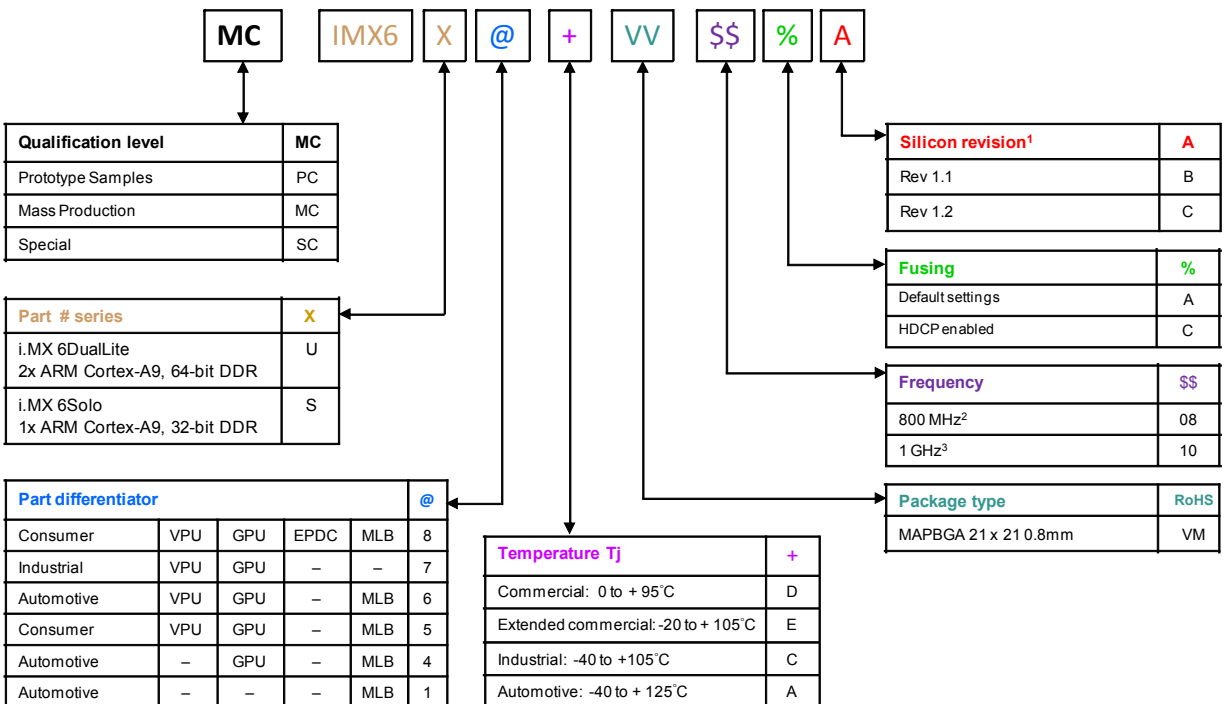 MC IMX6 X @ + VV $$ % A
Qualification level MC
Prototype Samples PC
Mass Production MC
Special SC
Part # series X
i.MX 6DualLite U
2x ARM Cortex-A9, 64-bit DDR
i.MX 6Solo S
1x ARM Cortex-A9, 32-bit DDR
Part differentiator @
Consumer VPU GPU EPDC MLB 8
Industrial VPU GPU – – 7
Automotive VPU GPU – MLB 6
Consumer VPU GPU – MLB 5
Automotive – GPU – MLB 4
Automotive – – – MLB 1
Temperature Tj +
Commercial: 0 to + 95°C D
Extended commercial: -20 to + 105°C E
Industrial: -40 to +105°C C
Automotive: -40 to + 125°C A
Silicon revision¹ A
Rev 1.1 B
Rev 1.2 C
Fusing %
Default settings A
HDCP enabled C
Frequency $$
800 MHz² 08
1 GHz³ 10
Package type RoHS
MAPBGA 21 x 21 0.8mm VM